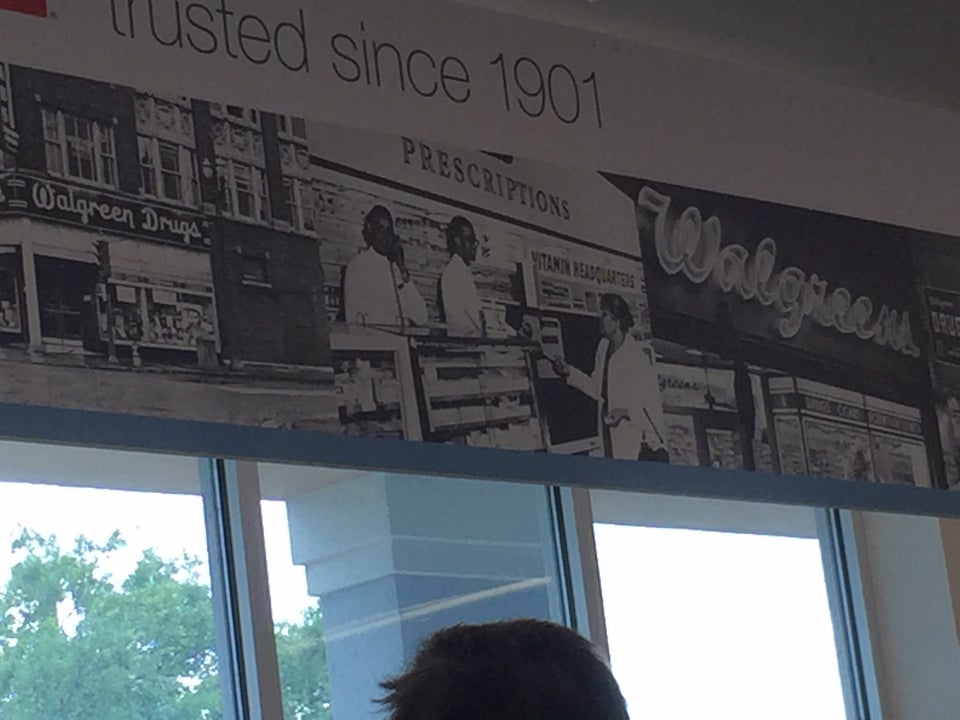 trusted since 1901
Walgreen Drugs
PRESCRIPTIONS
VITAMIN HEADQUARTERS
Walgreens